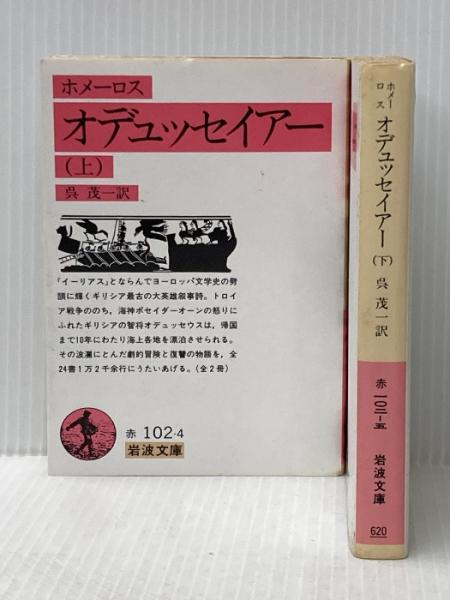 ホメーロス
オデュッセイアー
(上)
呉 茂一訳
『イーリアス』とならんでヨーロッパ文学史の劈
頭に輝くギリシア最古の大英雄叙事詩。トロイ
ア戦争ののち，海神ポセイダーオーンの怒りに
ふれたギリシアの智将オデュッセウスは，帰国
まで10年にわたり海上各地を漂泊させられる。
その波瀾にとんだ劇的冒険と復讐の物語を，全
24書1万2千余行にうたいあげる。(全2冊)
赤 102-4
岩波文庫
ホメーロス
オデュッセイアー(下)
呉 茂一訳
赤 一〇二-五
岩波文庫
620